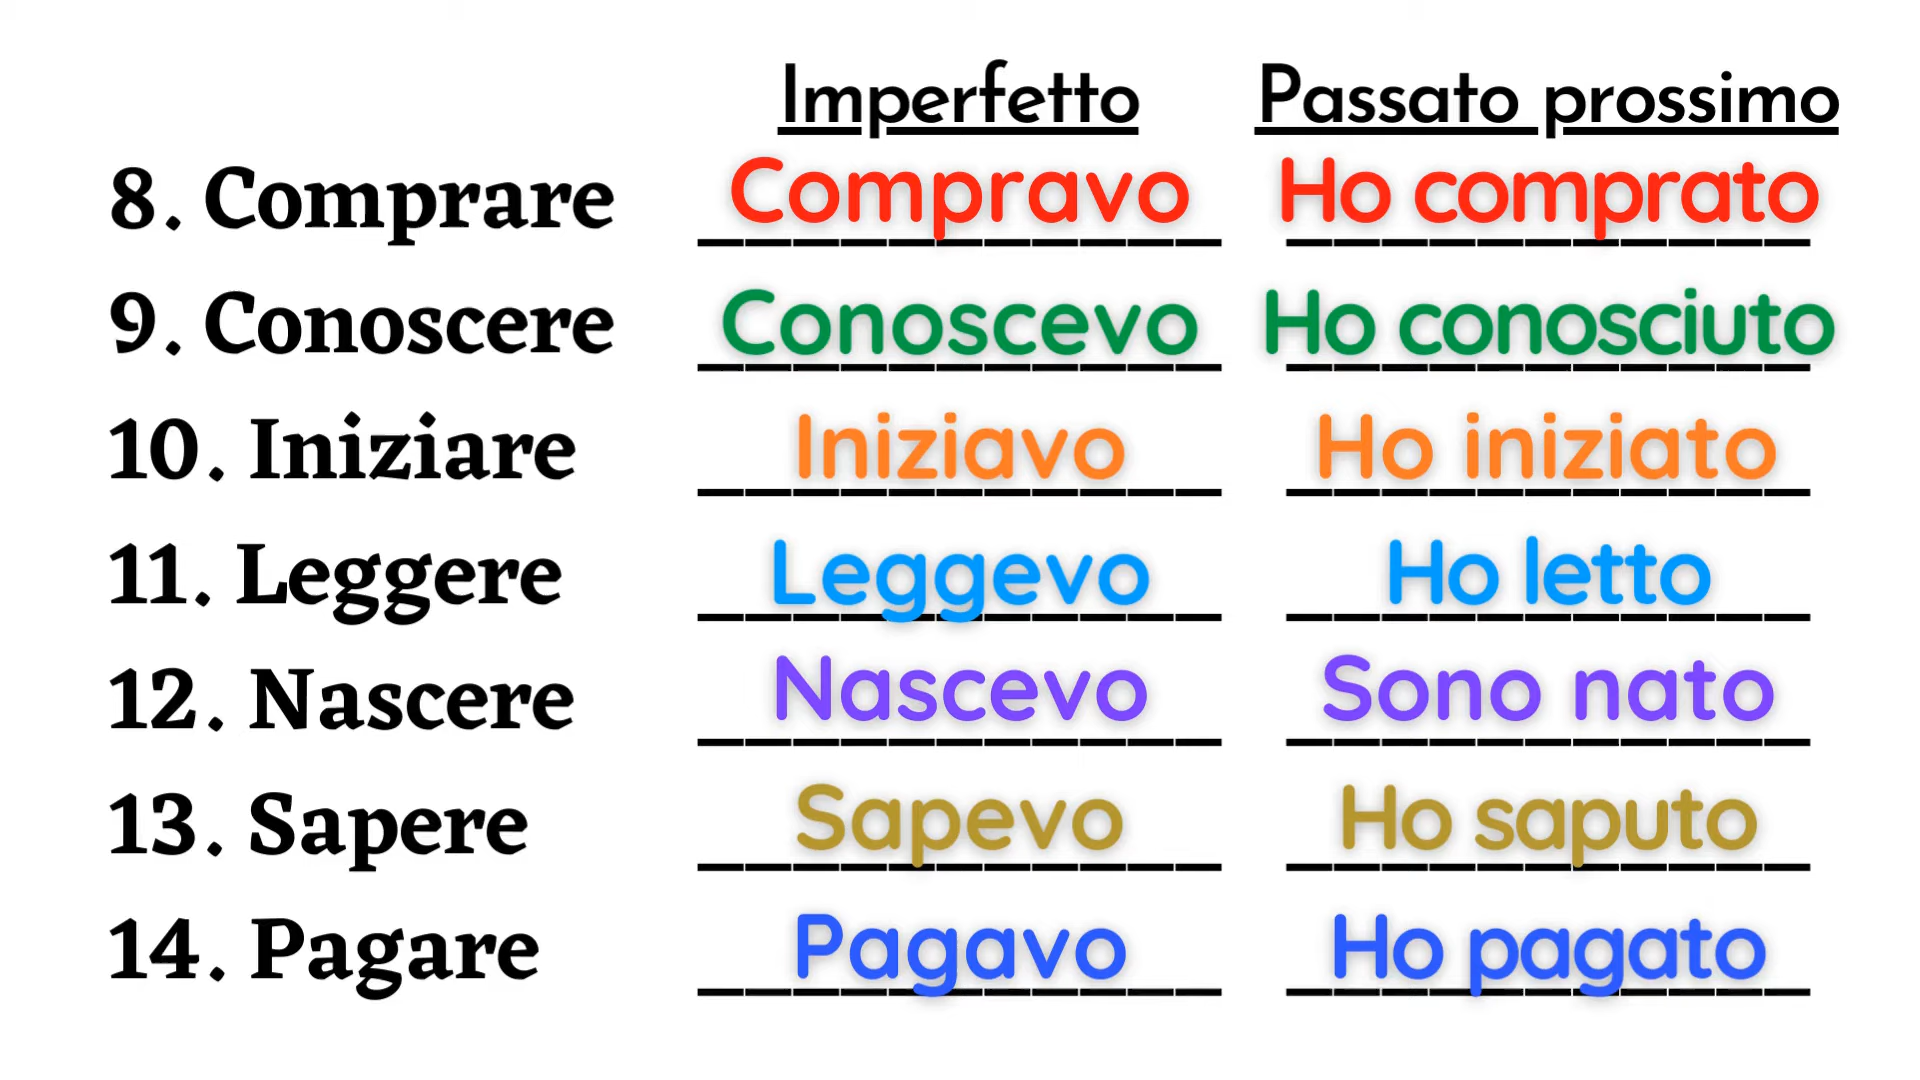 Imperfetto Passato prossimo
8. Comprare Compravo Ho comprato
9. Conoscere Conoscevo Ho conosciuto
10. Iniziare Iniziavo Ho iniziato
11. Leggere Leggevo Ho letto
12. Nascere Nascevo Sono nato
13. Sapere Sapevo Ho saputo
14. Pagare Pagavo Ho pagato